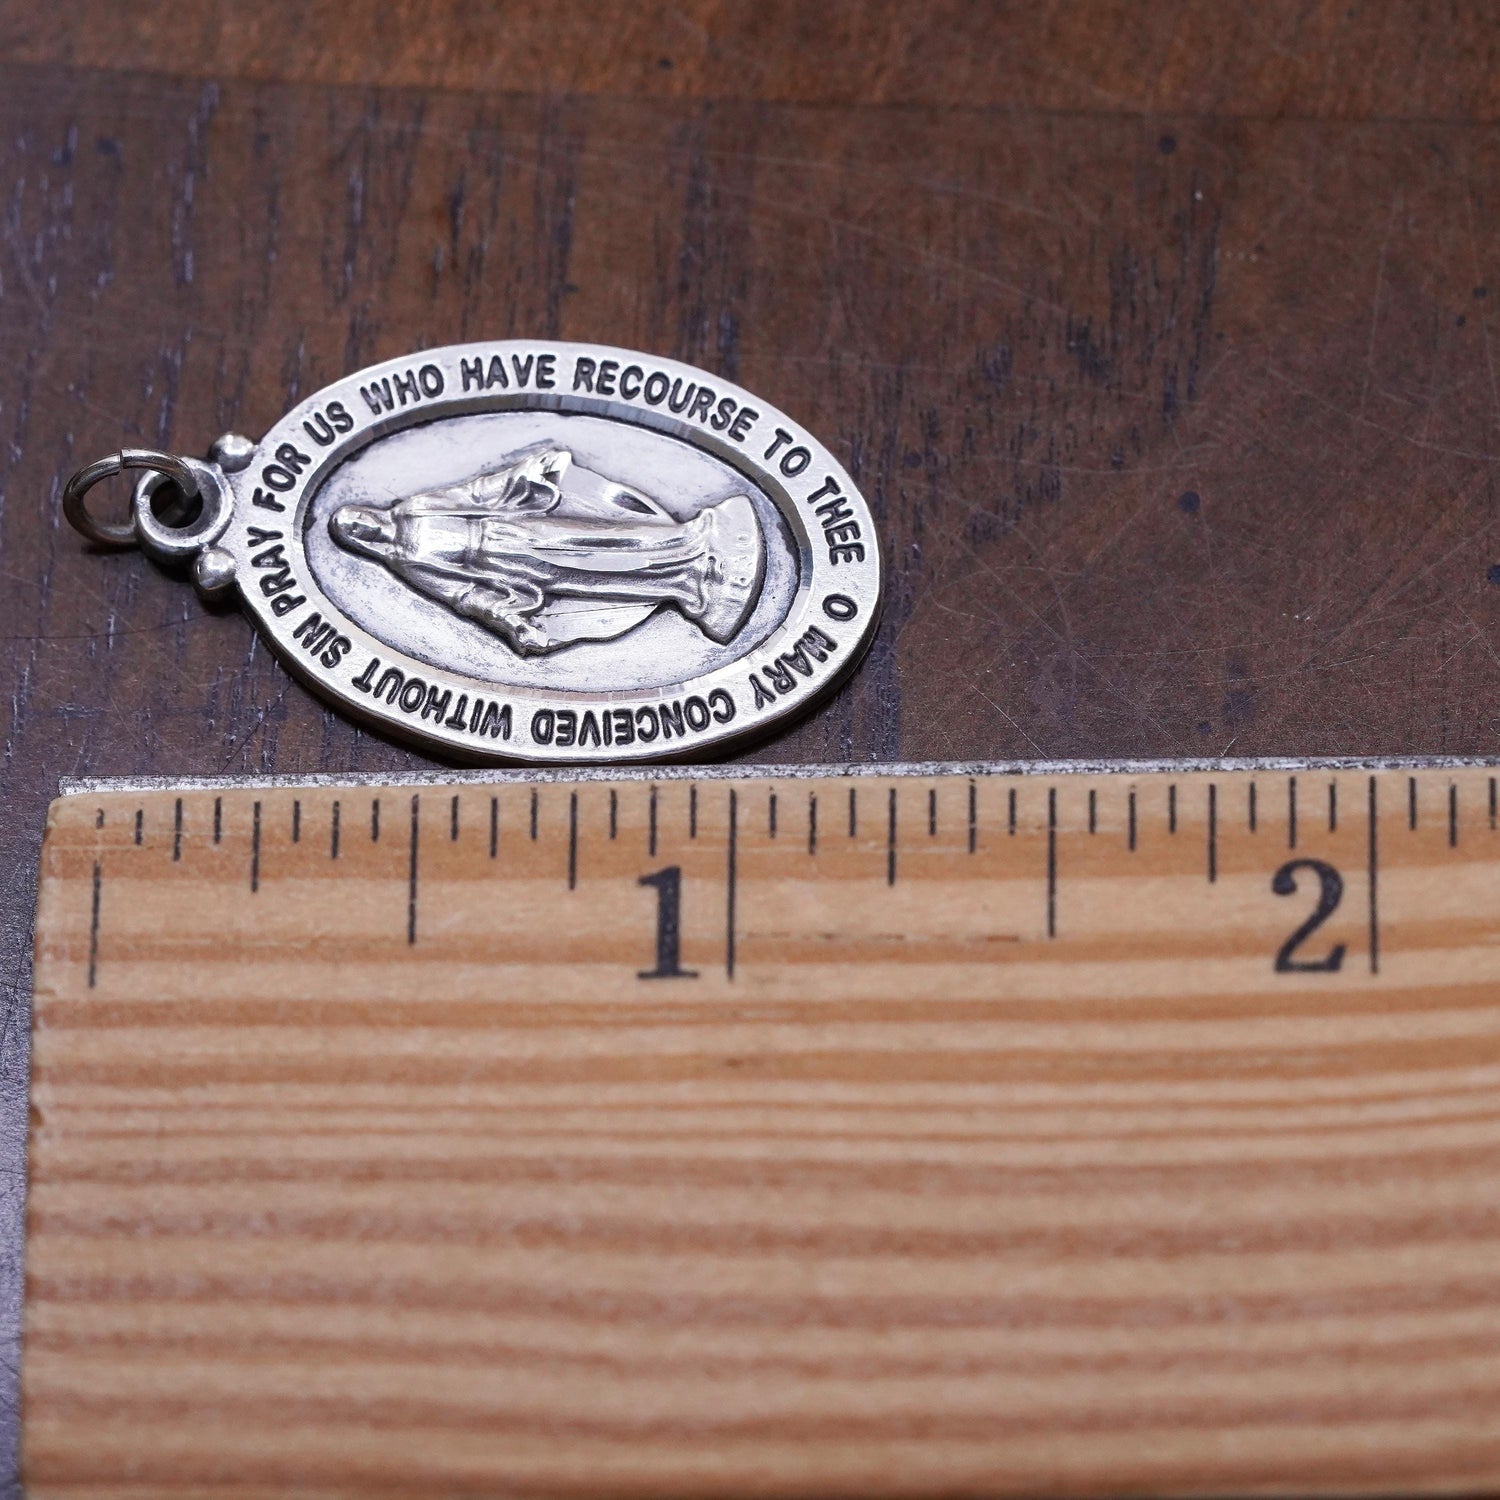 O MARY CONCEIVED WITHOUT SIN PRAY FOR US WHO HAVE RECOURSE TO THEE
1 2